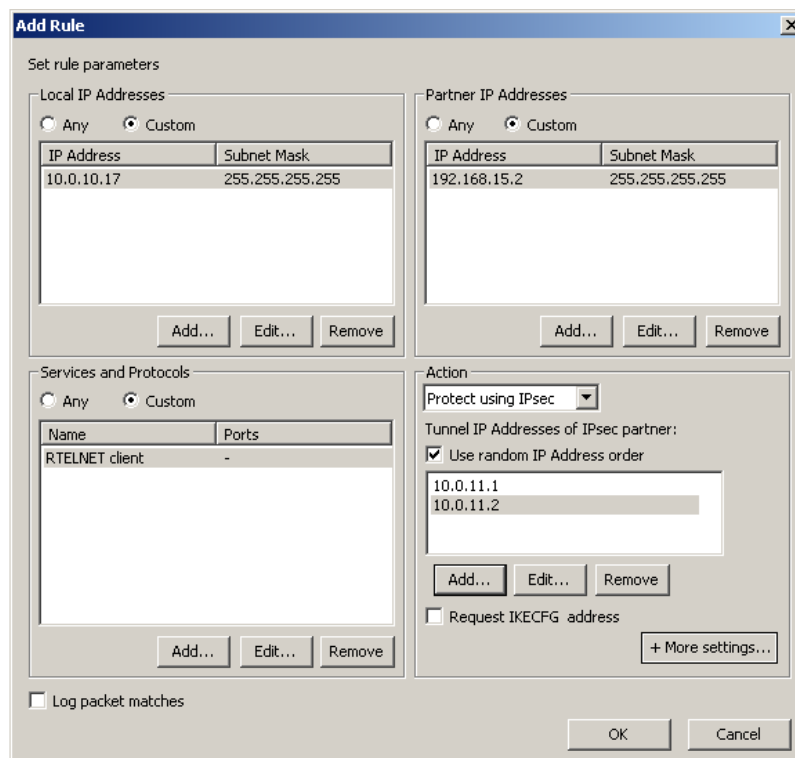 Add Rule
Set rule parameters
Local IP Addresses
Any Custom
IP Address Subnet Mask
10.0.10.17 255.255.255.255
Add... Edit... Remove
Partner IP Addresses
Any Custom
IP Address Subnet Mask
192.168.15.2 255.255.255.255
Add... Edit... Remove
Services and Protocols
Any Custom
Name Ports
RTELNET client -
Add... Edit... Remove
Action
Protect using IPsec
Tunnel IP Addresses of IPsec partner:
Use random IP Address order
10.0.11.1
10.0.11.2
Add... Edit... Remove
Request IKECFG address
+ More settings...
Log packet matches
OK Cancel